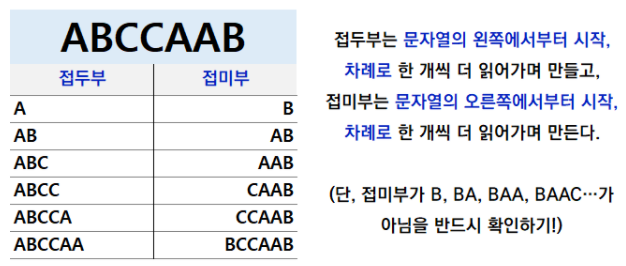 ABCCAAB
접두부 접미부
A B
AB AB
ABC AAB
ABCC CAAB
ABCCA CCAAB
ABCCAA BCCAAB
접두부는 문자열의 왼쪽에서부터 시작,
차례로 한 개씩 더 읽어가며 만들고,
접미부는 문자열의 오른쪽에서부터 시작,
차례로 한 개씩 더 읽어가며 만든다.
(단, 접미부가 B, BA, BAA, BAAC…가
아님을 반드시 확인하기!)